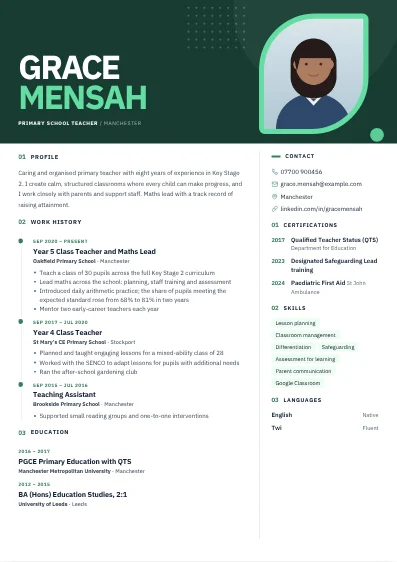 GRACE
MENSAH
PRIMARY SCHOOL TEACHER / MANCHESTER
01 PROFILE
Caring and organised primary teacher with eight years of experience in Key Stage
2. I create calm, structured classrooms where every child can make progress, and
I work closely with parents and support staff. Maths lead with a track record of
raising attainment.
02 WORK HISTORY
SEP 2020 – PRESENT
Year 5 Class Teacher and Maths Lead
Oakfield Primary School · Manchester
• Teach a class of 30 pupils across the full Key Stage 2 curriculum
• Lead maths across the school: planning, staff training and assessment
• Introduced daily arithmetic practice; the share of pupils meeting the
expected standard rose from 68% to 81% in two years
• Mentor two early-career teachers each year
SEP 2017 – JUL 2020
Year 4 Class Teacher
St Mary's CE Primary School · Stockport
• Planned and taught engaging lessons for a mixed-ability class of 28
• Worked with the SENCO to adapt lessons for pupils with additional needs
• Ran the after-school gardening club
SEP 2015 – JUL 2016
Teaching Assistant
Brookside Primary School · Manchester
• Supported small reading groups and one-to-one interventions
03 EDUCATION
2016 – 2017
PGCE Primary Education with QTS
Manchester Metropolitan University · Manchester
2012 – 2015
BA (Hons) Education Studies, 2:1
University of Leeds · Leeds
CONTACT
07700 900456
grace.mensah@example.com
Manchester
linkedin.com/in/gracemensah
01 CERTIFICATIONS
2017 Qualified Teacher Status (QTS)
Department for Education
2023 Designated Safeguarding Lead
training
2024 Paediatric First Aid St John
Ambulance
02 SKILLS
Lesson planning
Classroom management
Differentiation Safeguarding
Assessment for learning
Parent communication
Google Classroom
03 LANGUAGES
English Native
Twi Fluent